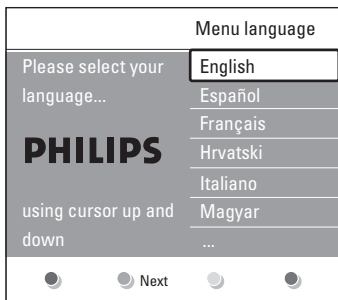 Menu language
Please select your
language...
PHILIPS
using cursor up and
down
English
Español
Français
Hrvatski
Italiano
Magyar
...
Next